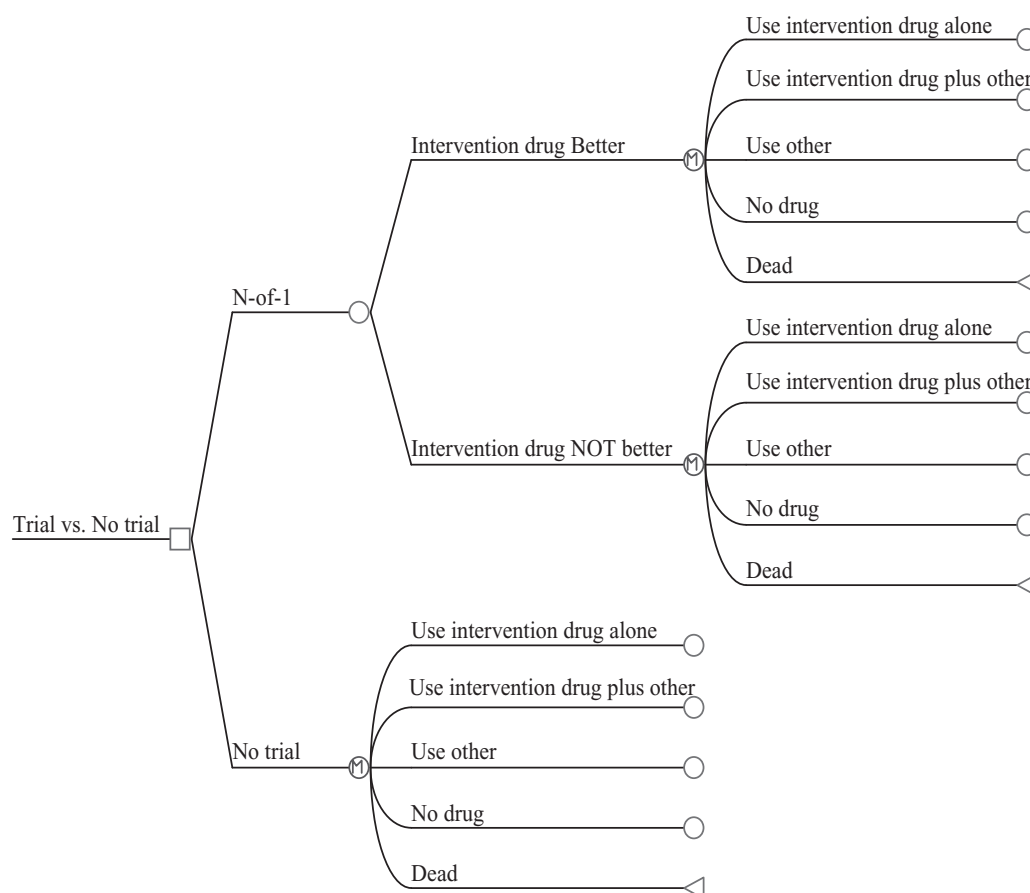 Use intervention drug alone
Use intervention drug plus other
Intervention drug Better
M
Use other
No drug
Dead
N-of-1
Use intervention drug alone
Use intervention drug plus other
Intervention drug NOT better
M
Use other
No drug
Dead
Trial vs. No trial
Use intervention drug alone
Use intervention drug plus other
No trial
M
Use other
No drug
Dead